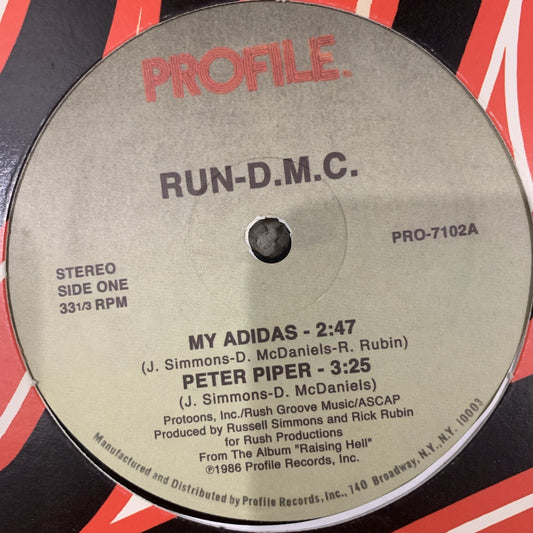 PROFILE.
RUN-D.M.C.
PRO-7102A
STEREO
SIDE ONE
33 1/3 RPM
MY ADIDAS - 2:47
(J. Simmons-D. McDaniels-R. Rubin)
PETER PIPER - 3:25
(J. Simmons-D. McDaniels)
Protoons, Inc./Rush Groove Music/ASCAP
Produced by Russell Simmons and Rick Rubin
for Rush Productions
From The Album "Raising Hell"
℗1986 Profile Records, Inc.
Manufactured and Distributed by Profile Records, Inc., 740 Broadway, N.Y., N.Y. 10003